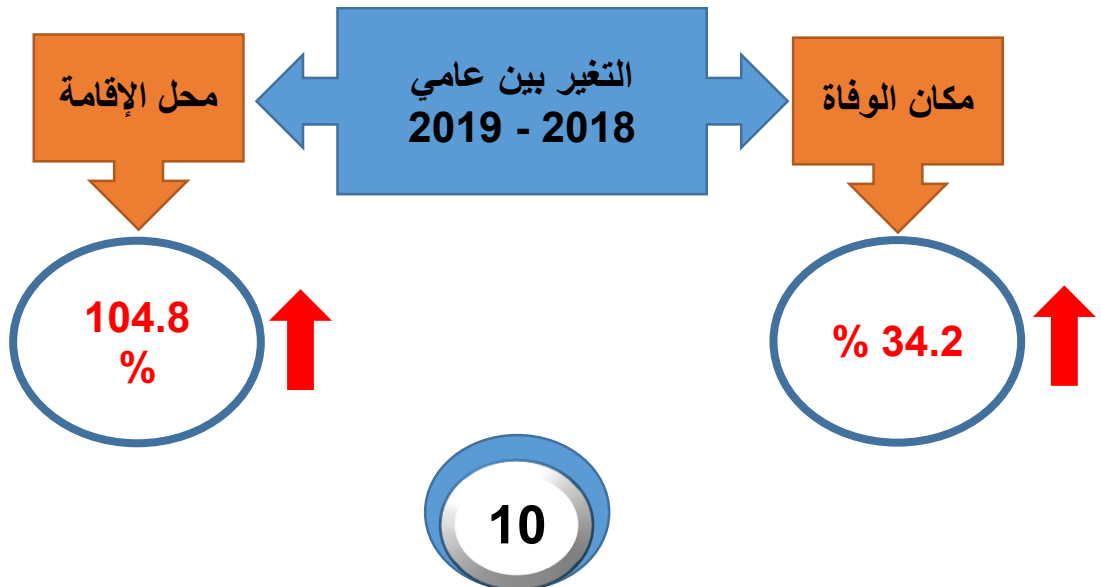 التغير بين عامي
2018 - 2019
مكان الوفاة
محل الإقامة
% 34.2
104.8
%
10